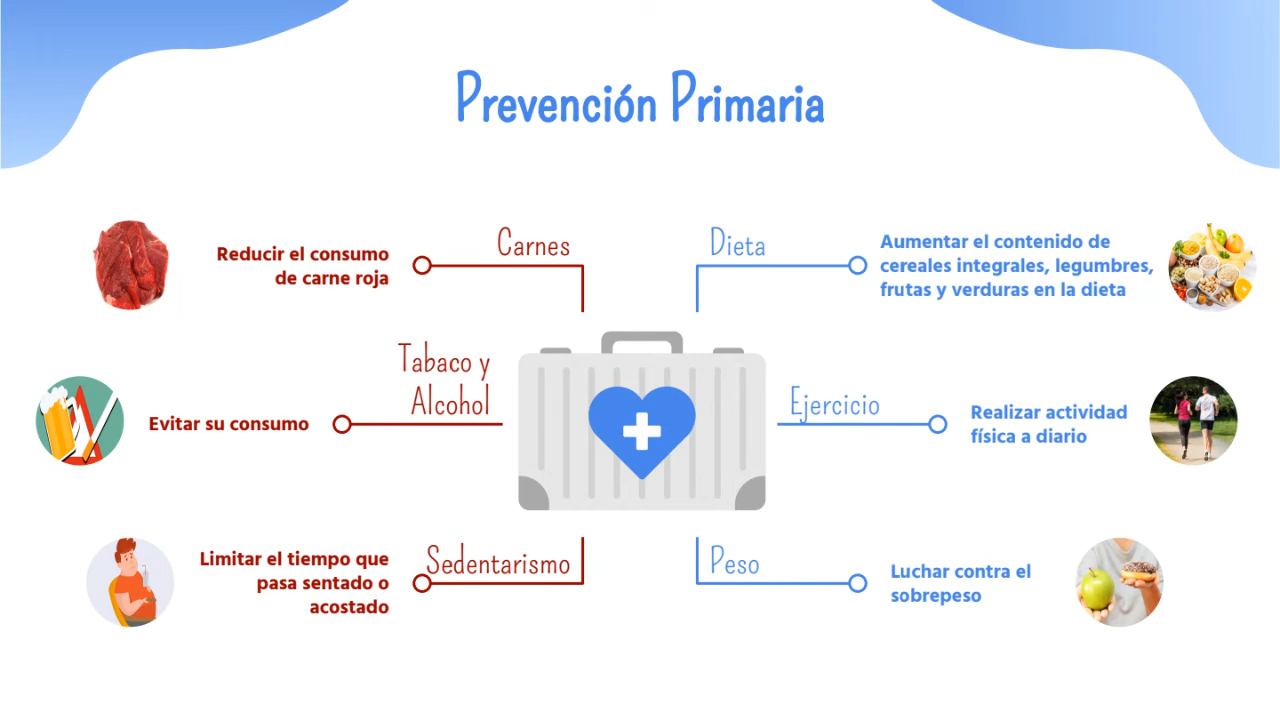 Prevención Primaria
Carnes
Reducir el consumo
de carne roja
Tabaco y
Alcohol
Evitar su consumo
Sedentarismo
Limitar el tiempo que
pasa sentado o
acostado
Dieta
Aumentar el contenido de
cereales integrales, legumbres,
frutas y verduras en la dieta
Ejercicio
Realizar actividad
física a diario
Peso
Luchar contra el
sobrepeso